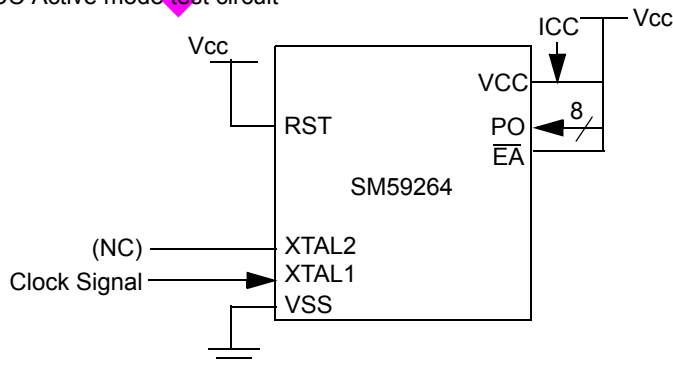 Active mode test circuit
Vcc
ICC
Vcc
VCC
RST
PO
8
EA
SM59264
(NC)
XTAL2
Clock Signal
XTAL1
VSS